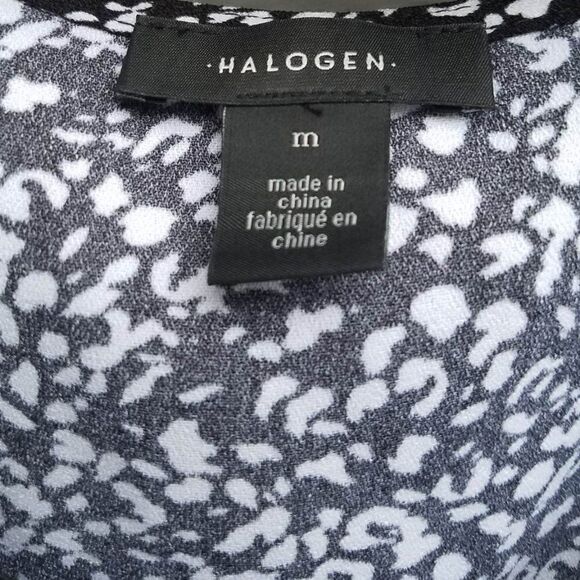 ·HALOGEN·
m
made in
china
fabriqué en
chine